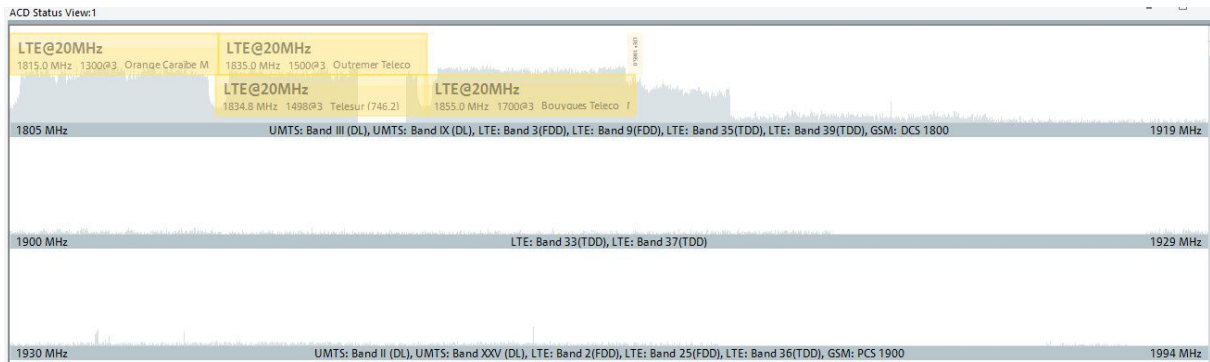 ACD Status View:1
LTE@20MHz
1815.0 MHz 1300@3 Orange Caraïbe M
LTE@20MHz
1835.0 MHz 1500@3 Outremer Teleco
LTE@20MHz
1834.8 MHz 1498@3 Telesur (746.2)
LTE@20MHz
1855.0 MHz 1700@3 Bouygues Teleco
1805 MHz UMTS: Band III (DL), UMTS: Band IX (DL), LTE: Band 3(FDD), LTE: Band 9(FDD), LTE: Band 35(TDD), LTE: Band 39(TDD), GSM: DCS 1800 1919 MHz
1900 MHz LTE: Band 33(TDD), LTE: Band 37(TDD) 1929 MHz
1930 MHz UMTS: Band II (DL), UMTS: Band XXV (DL), LTE: Band 2(FDD), LTE: Band 25(FDD), LTE: Band 36(TDD), GSM: PCS 1900 1994 MHz